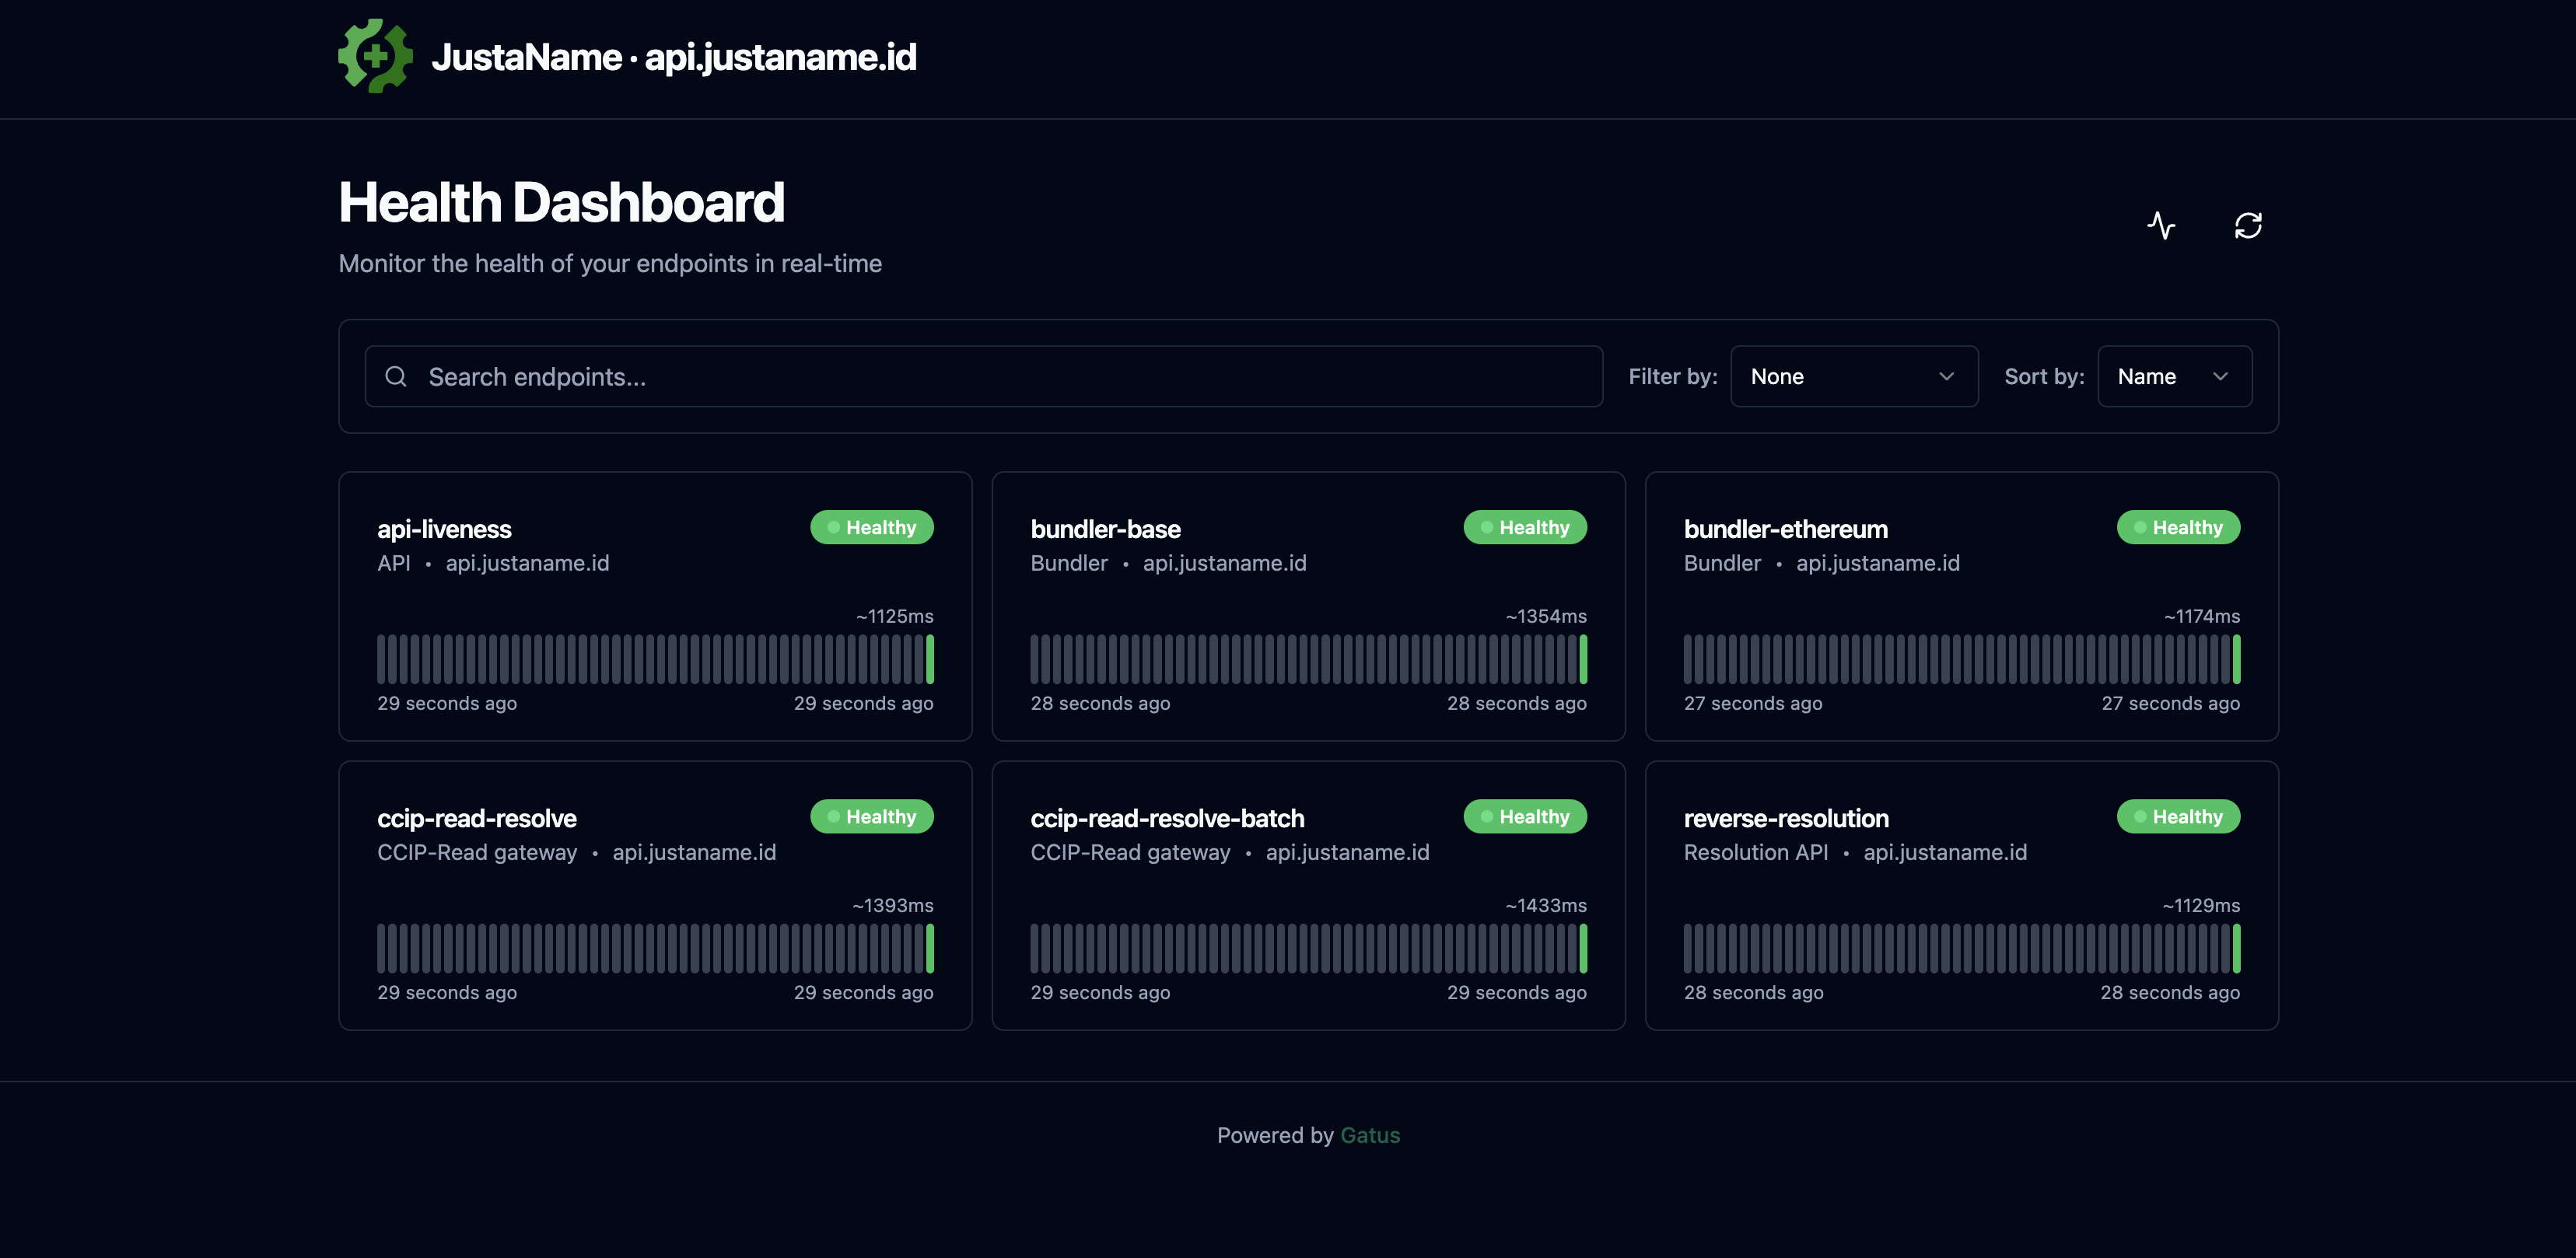 JustaName · api.justaname.id
Health Dashboard
Monitor the health of your endpoints in real-time
Search endpoints...
Filter by:
None
Sort by:
Name
api-liveness
Healthy
API • api.justaname.id
~1125ms
29 seconds ago
29 seconds ago
bundler-base
Healthy
Bundler • api.justaname.id
~1354ms
28 seconds ago
28 seconds ago
bundler-ethereum
Healthy
Bundler • api.justaname.id
~1174ms
27 seconds ago
27 seconds ago
ccip-read-resolve
Healthy
CCIP-Read gateway • api.justaname.id
~1393ms
29 seconds ago
29 seconds ago
ccip-read-resolve-batch
Healthy
CCIP-Read gateway • api.justaname.id
~1433ms
29 seconds ago
29 seconds ago
reverse-resolution
Healthy
Resolution API • api.justaname.id
~1129ms
28 seconds ago
28 seconds ago
Powered by Gatus